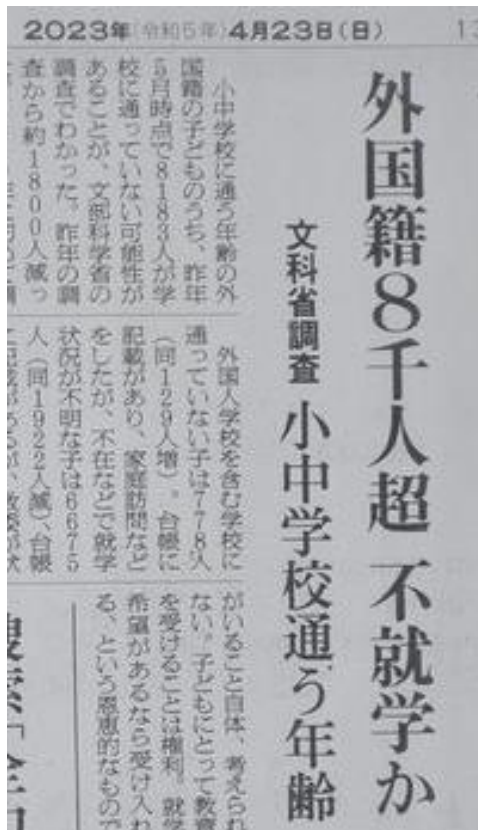 2023年(令和5年)4月23日(日)
外国籍8千人超 不就学か
文科省調査 小中学校通う年齢
小中学校に通う年齢の外
国籍の子どものうち、昨年
5月時点で8183人が学
校に通っていない可能性が
あることが、文部科学省の
調査でわかった。昨年の調
査から約1800人減っ
外国人学校を含む学校に
通っていない子は778人
(同129人増)。台帳に
記載があり、家庭訪問など
をしたが、不在などで就学
状況が不明な子は6675
人(同1922人減)、台帳
がいること自体、考えられ
ない。子どもにとって教育
を受けることは権利。就学
希望があるなら受け入れ
る、という恩恵的なもので